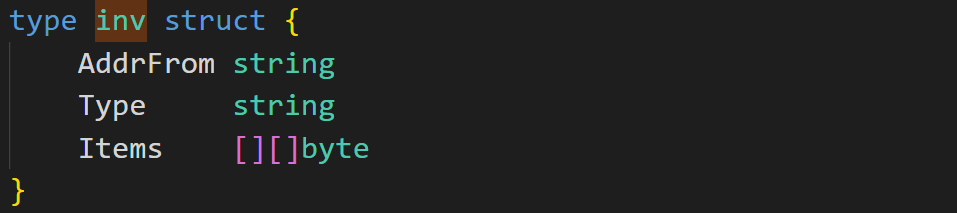 type inv struct {
    AddrFrom string
    Type     string
    Items    [][]byte
}